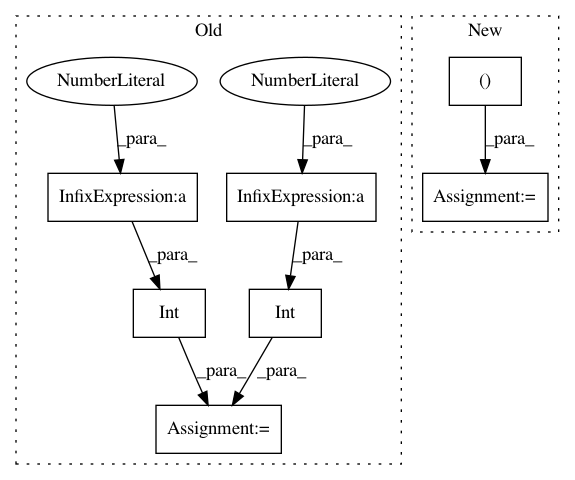 Old
New
NumberLiteral
NumberLiteral
()
_para_
_para_
_para_
InfixExpression:a
InfixExpression:a
Assignment:=
_para_
_para_
Int
Int
_para_
_para_
Assignment:=